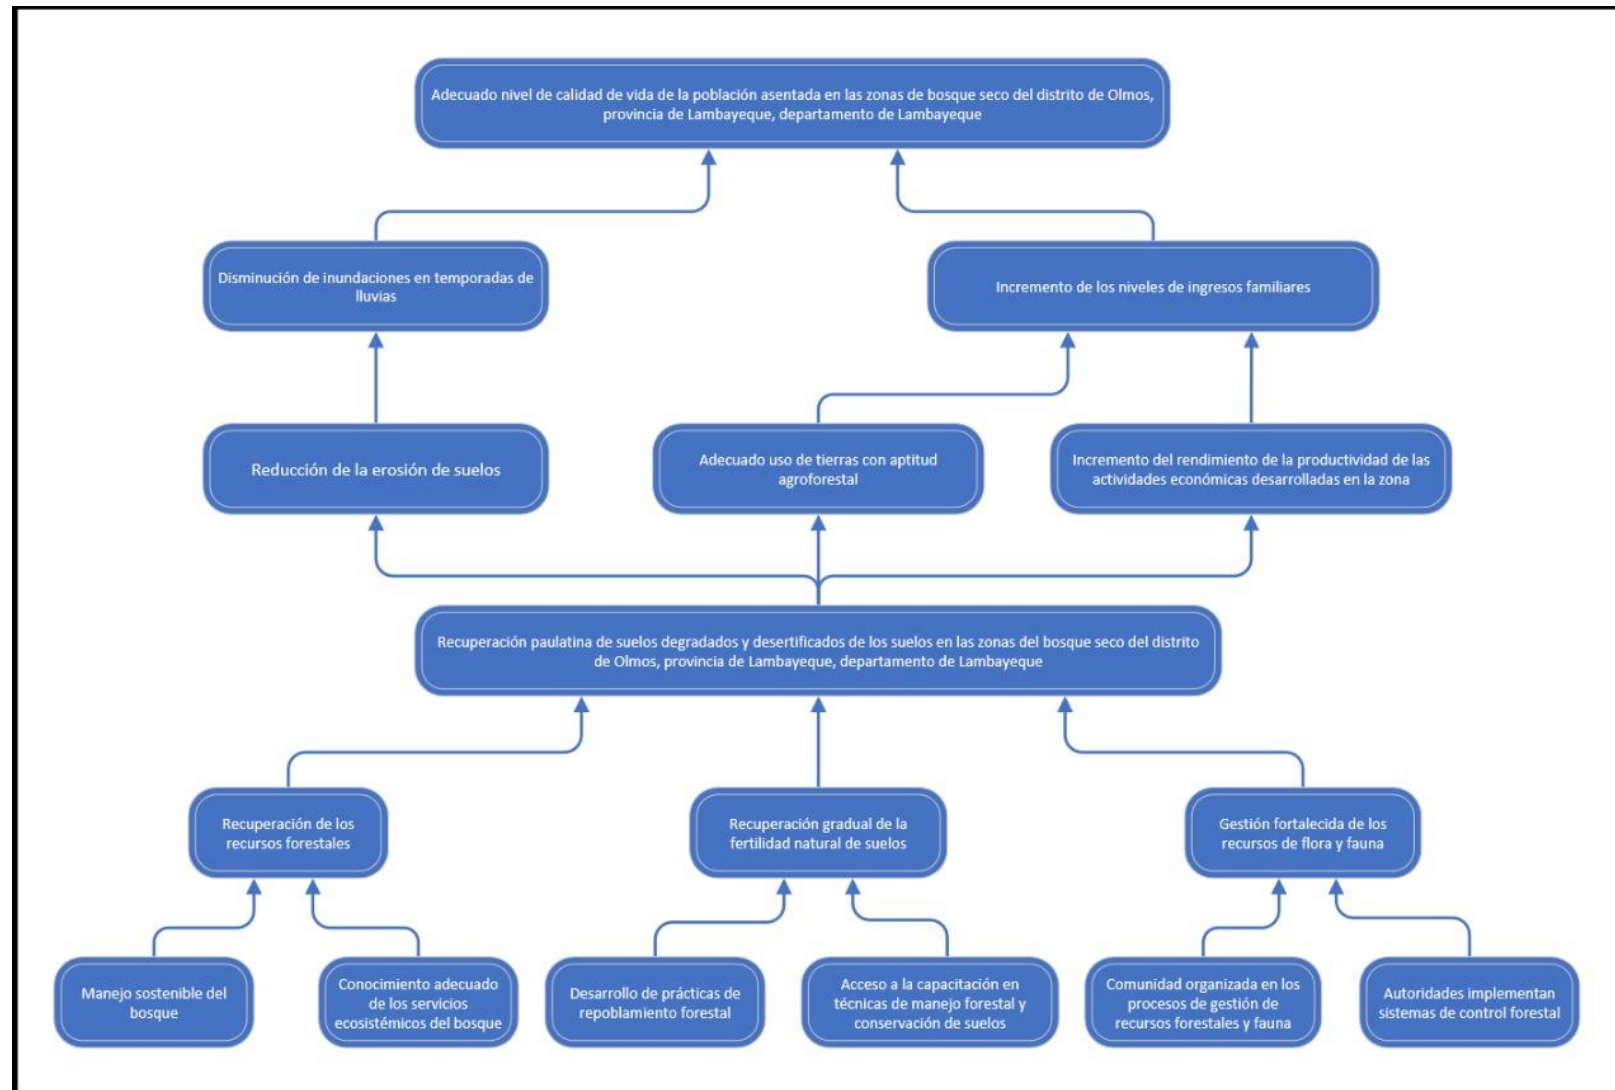 Adecuado nivel de calidad de vida de la población asentada en las zonas de bosque seco del distrito de Olmos,
provincia de Lambayeque, departamento de Lambayeque
Disminución de inundaciones en temporadas de
lluvias
Incremento de los niveles de ingresos familiares
Reducción de la erosión de suelos
Adecuado uso de tierras con aptitud
agroforestal
Incremento del rendimiento de la productividad de las
actividades económicas desarrolladas en la zona
Recuperación paulatina de suelos degradados y desertificados de los suelos en las zonas del bosque seco del distrito
de Olmos, provincia de Lambayeque, departamento de Lambayeque
Recuperación de los
recursos forestales
Recuperación gradual de la
fertilidad natural de suelos
Gestión fortalecida de los
recursos de flora y fauna
Manejo sostenible del
bosque
Conocimiento adecuado
de los servicios
ecosistémicos del bosque
Desarrollo de prácticas de
repoblamiento forestal
Acceso a la capacitación en
técnicas de manejo forestal y
conservación de suelos
Comunidad organizada en los
procesos de gestión de
recursos forestales y fauna
Autoridades implementan
sistemas de control forestal